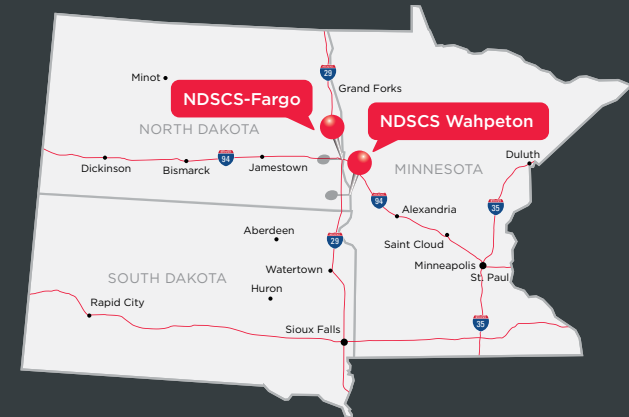 29
Grand Forks
Minot
NDSCS-Fargo
NDSCS Wahpeton
NORTH DAKOTA
MINNESOTA
Duluth
94
Dickinson
Bismarck
Jamestown
94
35
Alexandria
Aberdeen
29
Saint Cloud
Watertown
Minneapolis
St. Paul
SOUTH DAKOTA
Huron
Rapid City
Sioux Falls
35